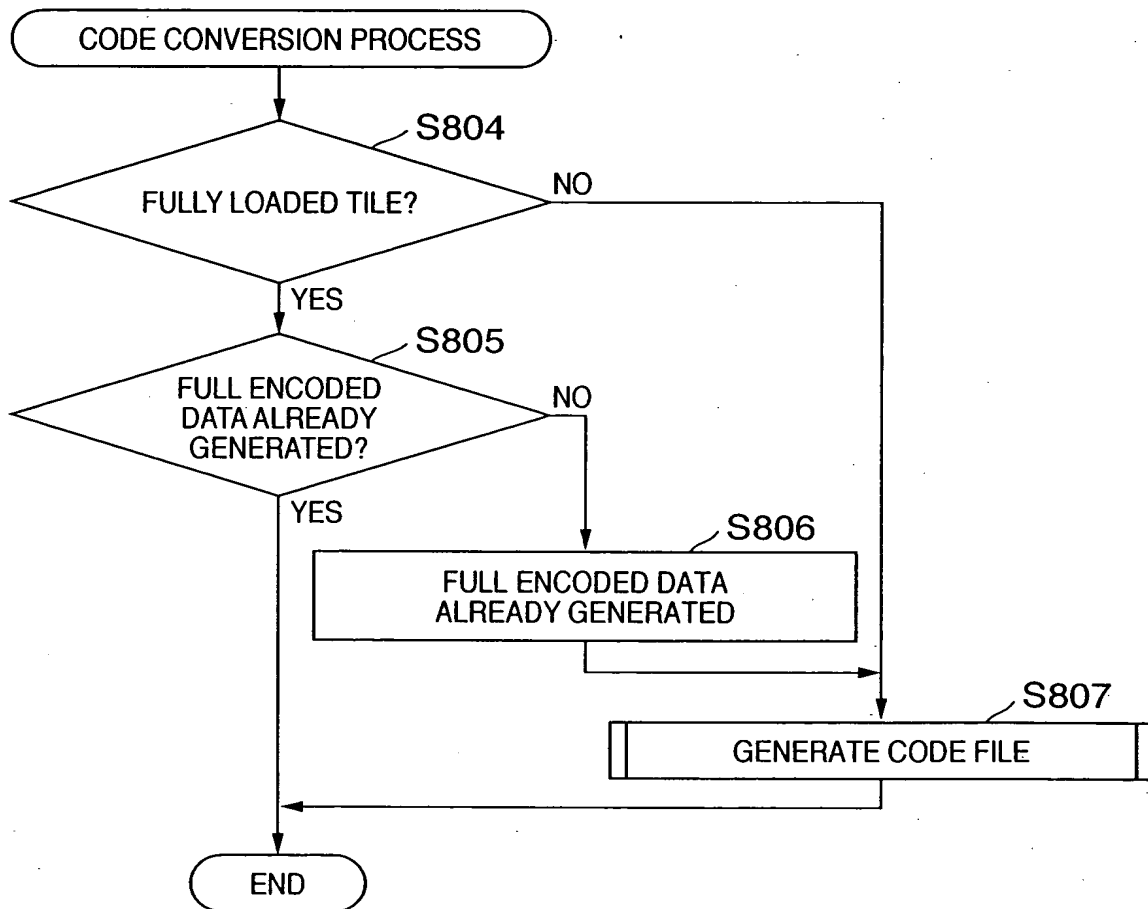 CODE CONVERSION PROCESS
S804
FULLY LOADED TILE?
NO
YES
S805
FULL ENCODED
DATA ALREADY
GENERATED?
NO
YES
S806
FULL ENCODED DATA
ALREADY GENERATED
S807
GENERATE CODE FILE
END